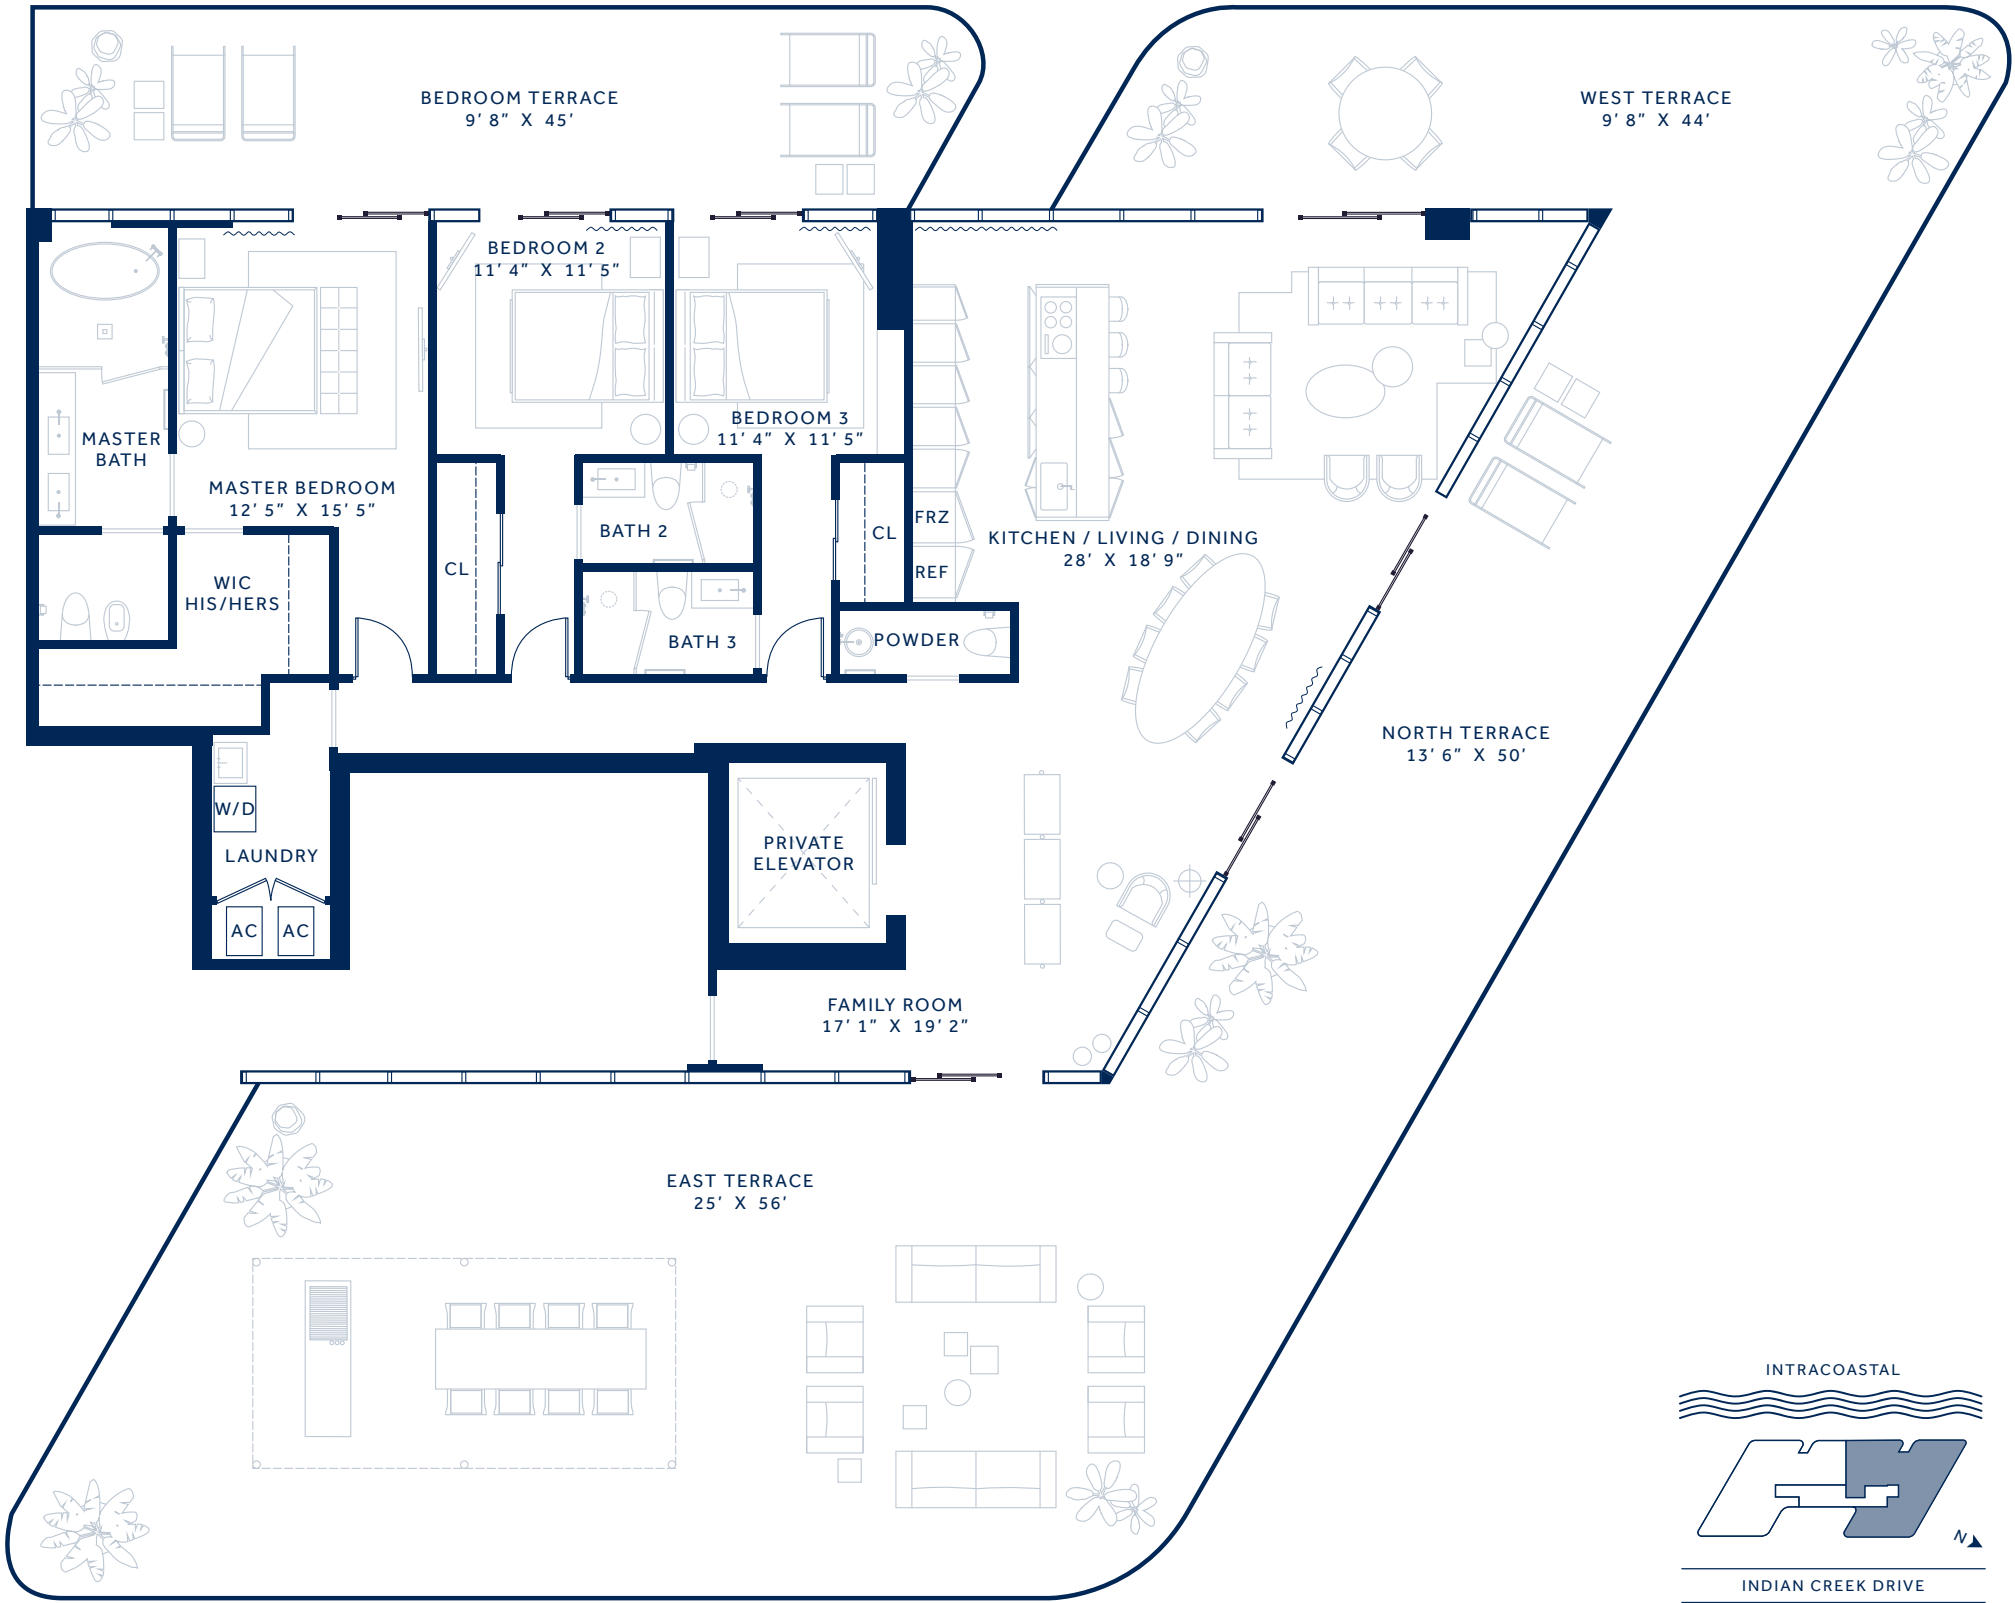 BEDROOM TERRACE
9' 8" X 45'
WEST TERRACE
9' 8" X 44'
BEDROOM 2
11' 4" X 11' 5"
BEDROOM 3
11' 4" X 11' 5"
MASTER
BATH
MASTER BEDROOM
12' 5" X 15' 5"
BATH 2
CL
FRZ
KITCHEN / LIVING / DINING
28' X 18' 9"
CL
REF
WIC
HIS/HERS
BATH 3
POWDER
NORTH TERRACE
13' 6" X 50'
W/D
LAUNDRY
PRIVATE
ELEVATOR
AC
AC
FAMILY ROOM
17' 1" X 19' 2"
EAST TERRACE
25' X 56'
INTRACOASTAL
N
INDIAN CREEK DRIVE